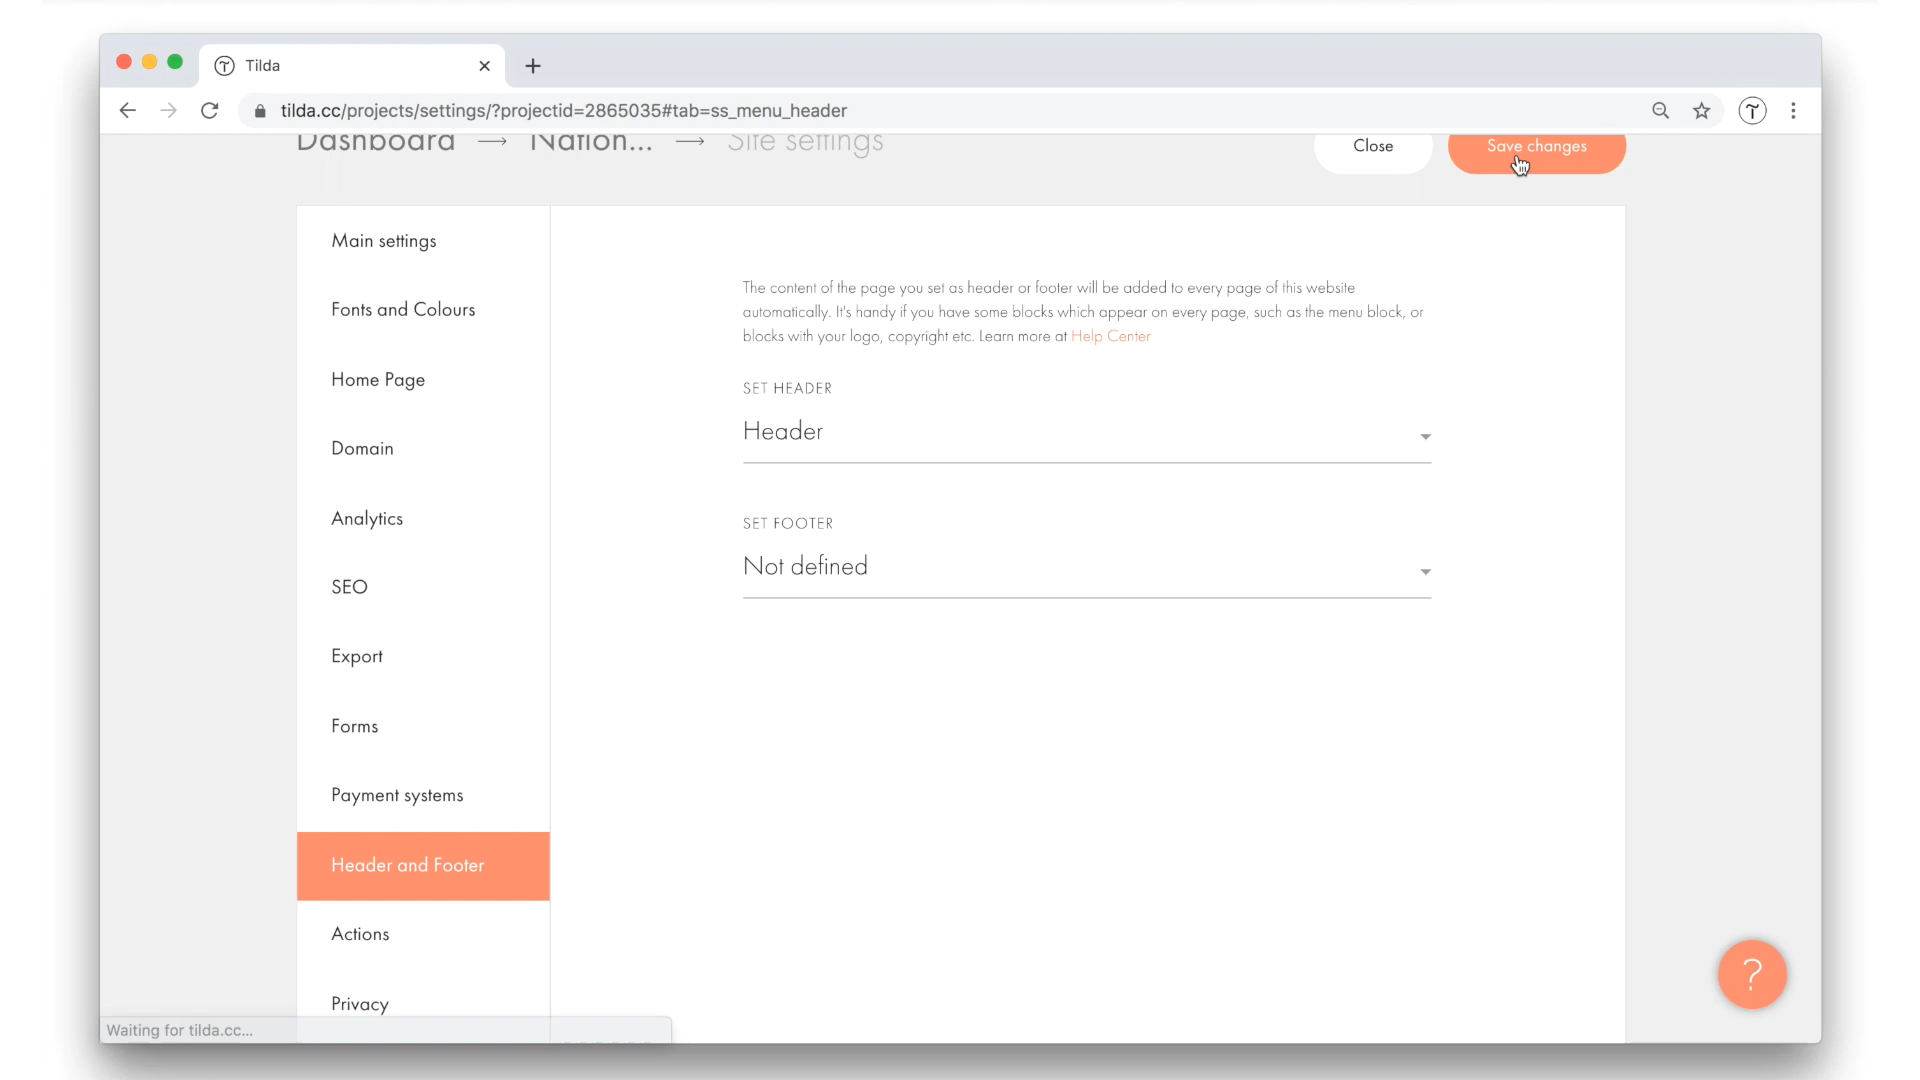 Tilda
tilda.cc/projects/settings/?projectid=2865035#tab=ss_menu_header
Dashboard → Nation... → Site settings
Close
Save changes
Main settings
Fonts and Colours
Home Page
Domain
Analytics
SEO
Export
Forms
Payment systems
Header and Footer
Actions
Privacy
The content of the page you set as header or footer will be added to every page of this website
automatically. It's handy if you have some blocks which appear on every page, such as the menu block, or
blocks with your logo, copyright etc. Learn more at Help Center
SET HEADER
Header
SET FOOTER
Not defined
?
Waiting for tilda.cc...